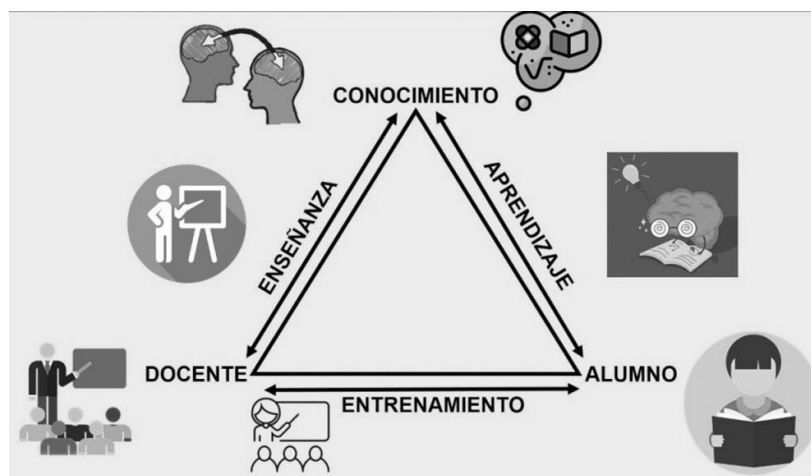 CONOCIMIENTO
ENSEÑANZA
APRENDIZAJE
DOCENTE
ALUMNO
ENTRENAMIENTO